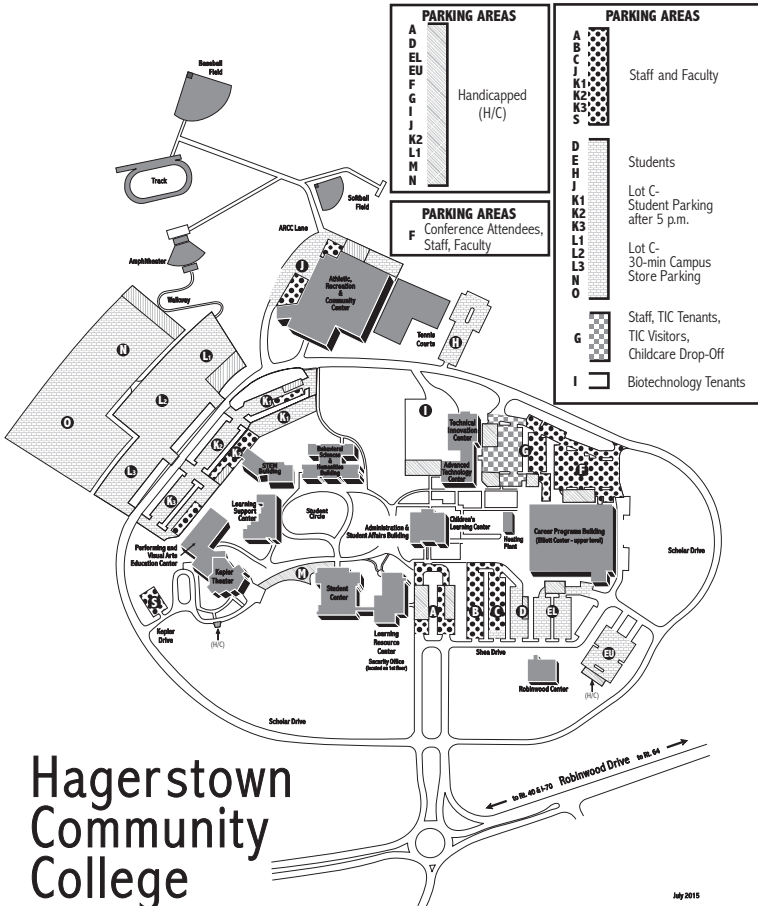 PARKING AREAS
A
D
EL
EU
F
G
I
J
K2
L1
M
N
Handicapped
(H/C)
PARKING AREAS
F
Conference Attendees,
Staff, Faculty
PARKING AREAS
A
B
C
J
K1
K2
K3
S
Staff and Faculty
D
E
H
J
K1
K2
K3
L1
L2
L3
N
O
Students
Lot C-
Student Parking
after 5 p.m.
Lot C-
30-min Campus
Store Parking
G
Staff, TIC Tenants,
TIC Visitors,
Childcare Drop-Off
I
Biotechnology Tenants
Baseball
Field
Track
Softball
Field
ARCC Lane
Amphitheater
Walkway
J
Athletic,
Recreation
&
Community
Center
Tennis
Courts
H
N
L1
O
L2
L3
I
Technical
Innovation
Center
Advanced
Technology
Center
G
F
STEM
Building
Behavioral
Sciences
&
Humanities
Building
Learning
Support
Center
Student
Circle
Administration &
Student Affairs Building
Children's
Learning Center
Heating
Plant
Career Programs Building
(Elliott Center - upper level)
Scholar Drive
Performing and
Visual Arts
Education Center
Kepler
Theater
M
Student
Center
S
Kepler
Drive
(H/C)
Learning
Resource
Center
Security Office
(located on 1st floor)
A
B
C
D
EL
EU
Shea Drive
Robinwood Center
(H/C)
Scholar Drive
to Rt. 40 & I-70 Robinwood Drive to Rt. 64
Hagerstown
Community
College
July 2015